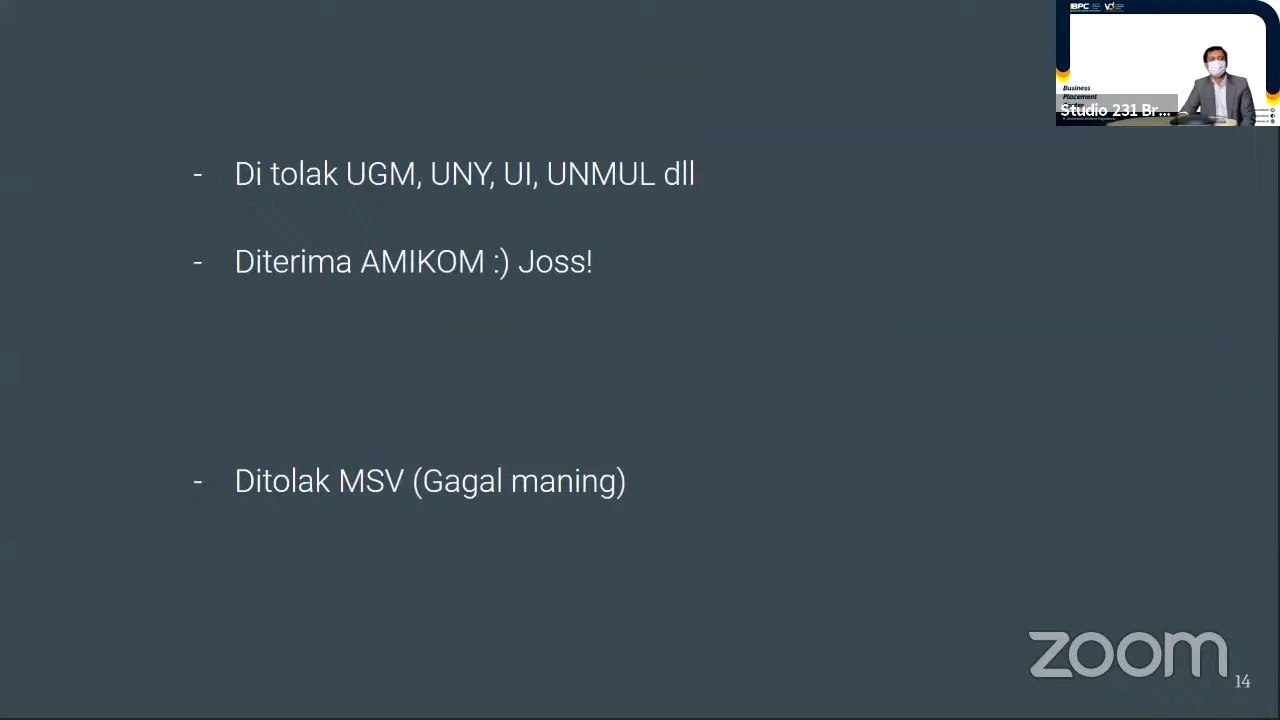 BPC
Business
Placement
Studio 231 Br...
- Di tolak UGM, UNY, UI, UNMUL dll
- Diterima AMIKOM :) Joss!
- Ditolak MSV (Gagal maning)
zoom
14